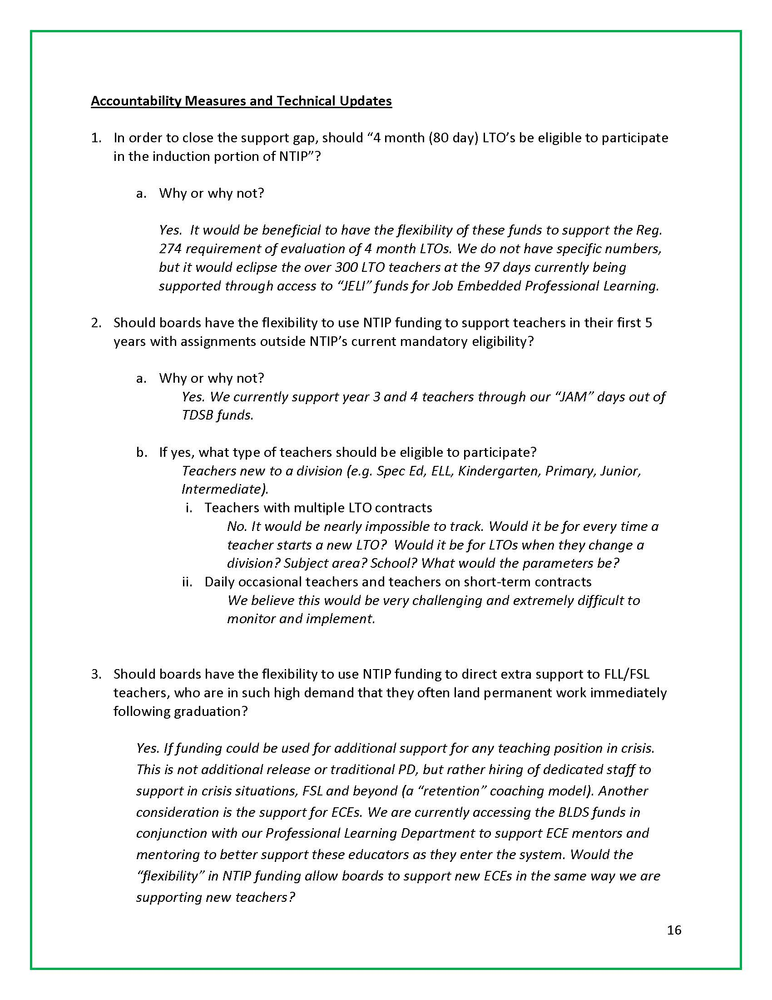 Accountability Measures and Technical Updates
1. In order to close the support gap, should “4 month (80 day) LTO’s be eligible to participate
in the induction portion of NTIP”?
a. Why or why not?
Yes.  It would be beneficial to have the flexibility of these funds to support the Reg.
274 requirement of evaluation of 4 month LTOs. We do not have specific numbers,
but it would eclipse the over 300 LTO teachers at the 97 days currently being
supported through access to “JELI” funds for Job Embedded Professional Learning.
2. Should boards have the flexibility to use NTIP funding to support teachers in their first 5
years with assignments outside NTIP’s current mandatory eligibility?
a. Why or why not?
Yes. We currently support year 3 and 4 teachers through our “JAM” days out of
TDSB funds.
b. If yes, what type of teachers should be eligible to participate?
Teachers new to a division (e.g. Spec Ed, ELL, Kindergarten, Primary, Junior,
Intermediate).
i. Teachers with multiple LTO contracts
No. It would be nearly impossible to track. Would it be for every time a
teacher starts a new LTO?  Would it be for LTOs when they change a
division? Subject area? School? What would the parameters be?
ii. Daily occasional teachers and teachers on short-term contracts
We believe this would be very challenging and extremely difficult to
monitor and implement.
3. Should boards have the flexibility to use NTIP funding to direct extra support to FLL/FSL
teachers, who are in such high demand that they often land permanent work immediately
following graduation?
Yes. If funding could be used for additional support for any teaching position in crisis.
This is not additional release or traditional PD, but rather hiring of dedicated staff to
support in crisis situations, FSL and beyond (a “retention” coaching model). Another
consideration is the support for ECEs. We are currently accessing the BLDS funds in
conjunction with our Professional Learning Department to support ECE mentors and
mentoring to better support these educators as they enter the system. Would the
“flexibility” in NTIP funding allow boards to support new ECEs in the same way we are
supporting new teachers?
16